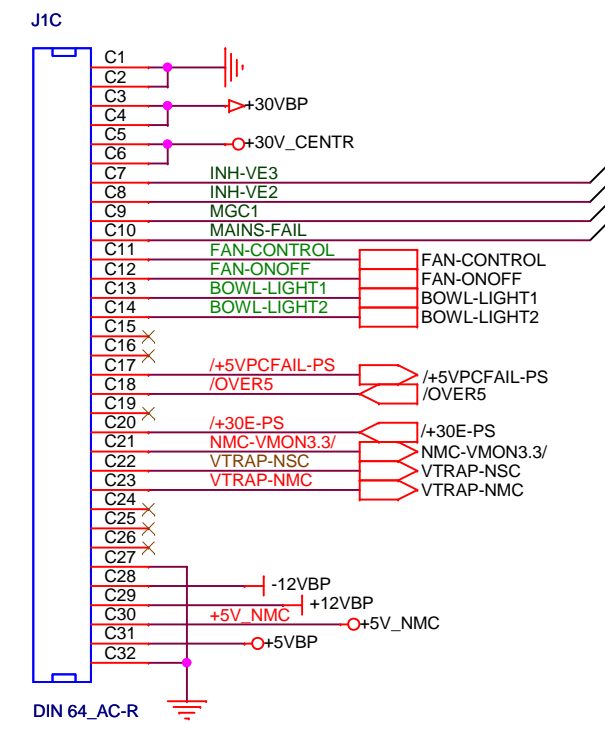 J1C
C1
C2
C3
C4 +30VBP
C5
C6 +30V_CENTR
C7 INH-VE3
C8 INH-VE2
C9 MGC1
C10 MAINS-FAIL
C11 FAN-CONTROL FAN-CONTROL
C12 FAN-ONOFF FAN-ONOFF
C13 BOWL-LIGHT1 BOWL-LIGHT1
C14 BOWL-LIGHT2 BOWL-LIGHT2
C15
C16
C17 /+5VPCFAIL-PS /+5VPCFAIL-PS
C18 /OVER5 /OVER5
C19
C20 /+30E-PS /+30E-PS
C21 NMC-VMON3.3/ NMC-VMON3.3/
C22 VTRAP-NSC VTRAP-NSC
C23 VTRAP-NMC VTRAP-NMC
C24
C25
C26
C27
C28 -12VBP
C29 +12VBP
C30 +5V_NMC +5V_NMC
C31 +5VBP
C32
DIN 64_AC-R